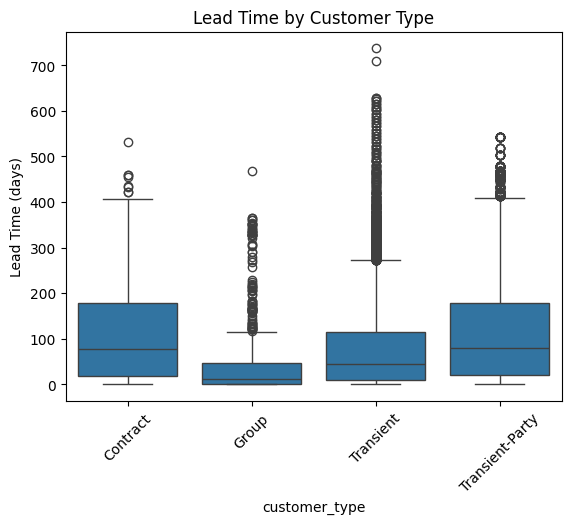 Lead Time by Customer Type
Lead Time (days)
700
600
500
400
300
200
100
0
Contract
Group
Transient
Transient-Party
customer_type